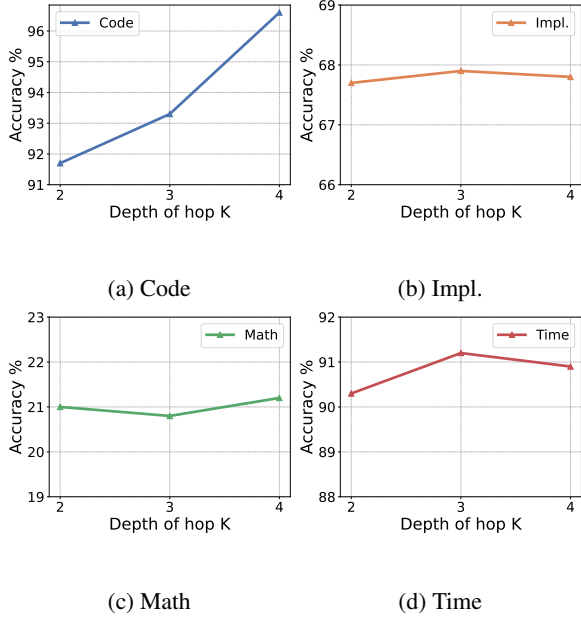 Code
96
95
94
93
92
91
Accuracy %
2
3
4
Depth of hop K
(a) Code
Impl.
69
68
67
66
Accuracy %
2
3
4
Depth of hop K
(b) Impl.
Math
23
22
21
20
19
Accuracy %
2
3
4
Depth of hop K
(c) Math
Time
92
91
90
89
88
Accuracy %
2
3
4
Depth of hop K
(d) Time